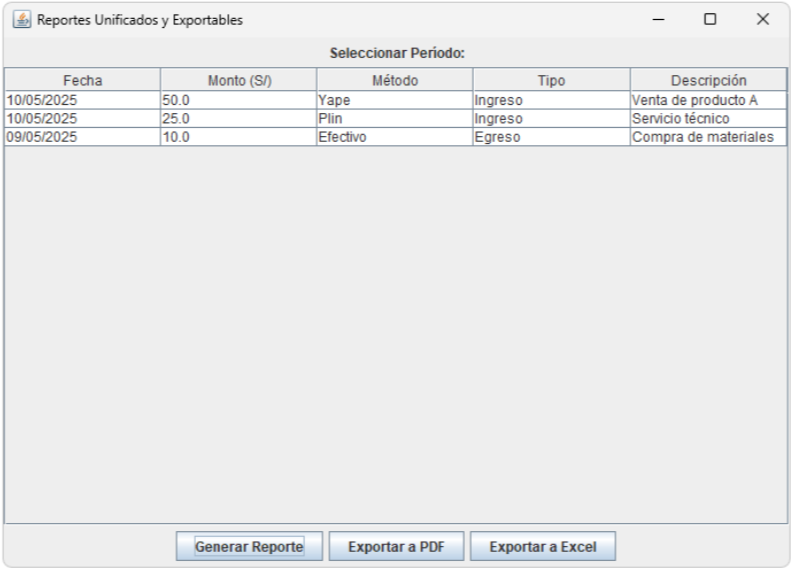 Reportes Unificados y Exportables
Seleccionar Período:
Fecha Monto (S/) Método Tipo Descripción
10/05/2025 50.0 Yape Ingreso Venta de producto A
10/05/2025 25.0 Plin Ingreso Servicio técnico
09/05/2025 10.0 Efectivo Egreso Compra de materiales
Generar Reporte Exportar a PDF Exportar a Excel